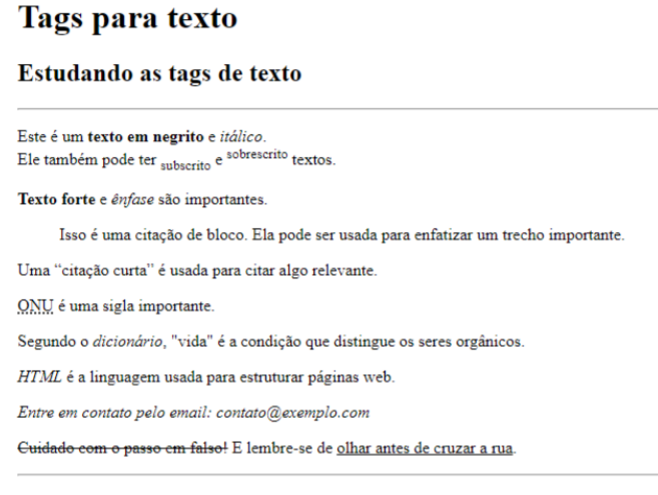 Tags para texto
Estudando as tags de texto
Este é um texto em negrito e itálico.
Ele também pode ter subscrito e sobrescrito textos.
Texto forte e ênfase são importantes.
Isso é uma citação de bloco. Ela pode ser usada para enfatizar um trecho importante.
Uma “citação curta” é usada para citar algo relevante.
ONU é uma sigla importante.
Segundo o dicionário, "vida" é a condição que distingue os seres orgânicos.
HTML é a linguagem usada para estruturar páginas web.
Entre em contato pelo email: contato@exemplo.com
Cuidado com o passo em falso! E lembre-se de olhar antes de cruzar a rua.